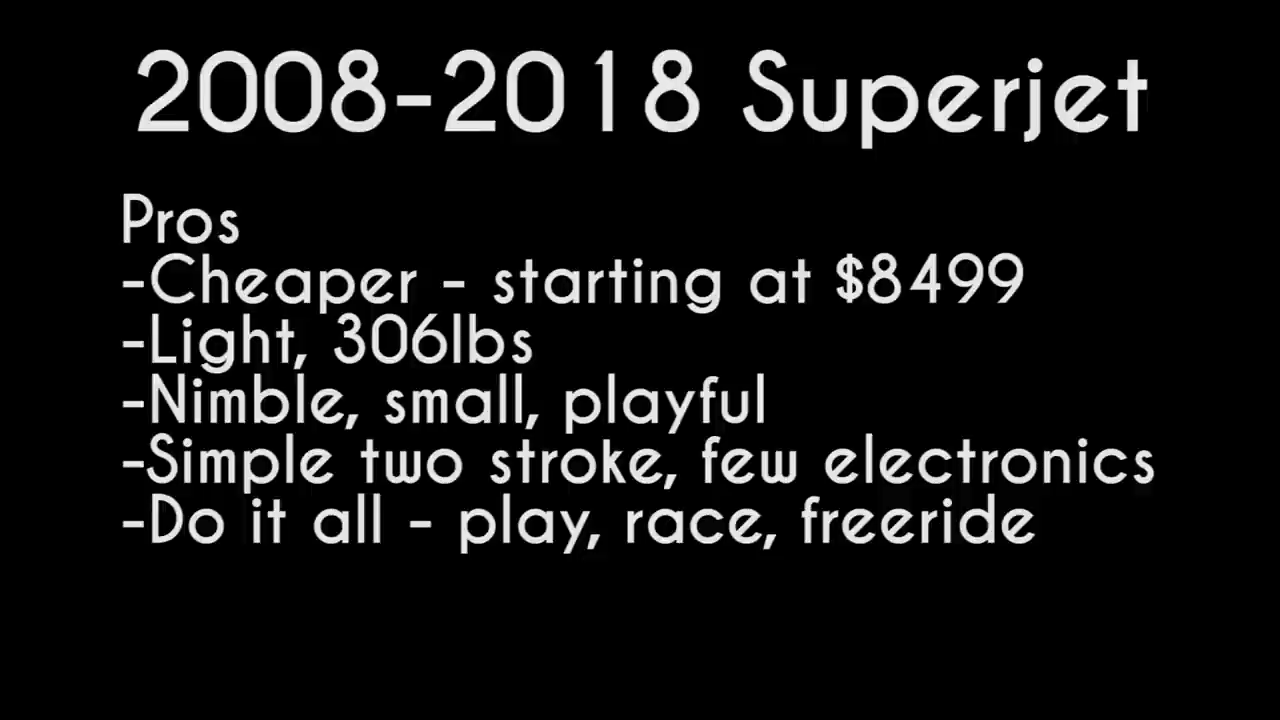 2008-2018 Superjet
Pros
-Cheaper - starting at $8499
-Light, 306lbs
-Nimble, small, playful
-Simple two stroke, few electronics
-Do it all - play, race, freeride